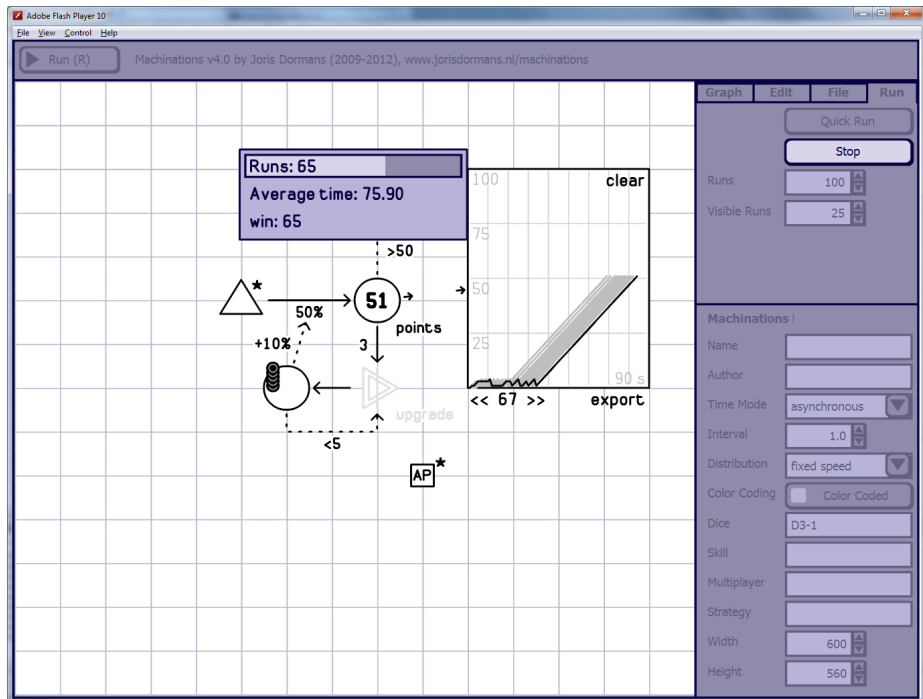 Adobe Flash Player 10
File View Control Help
Run (R)
Machinations v4.0 by Joris Dormans (2009-2012), www.jorisdormans.nl/machinations
Graph Edit File Run
Quick Run
Stop
Runs 100
Visible Runs 25
Runs: 65
Average time: 75.90
win: 65
100
clear
75
50
25
90 s
<< 67 >>
export
>50
*
51
50%
points
+10%
3
upgrade
<5
AP
*
Machinations
Name
Author
Time Mode asynchronous
Interval 1.0
Distribution fixed speed
Color Coding Color Coded
Dice D3-1
Skill
Multiplayer
Strategy
Width 600
Height 560